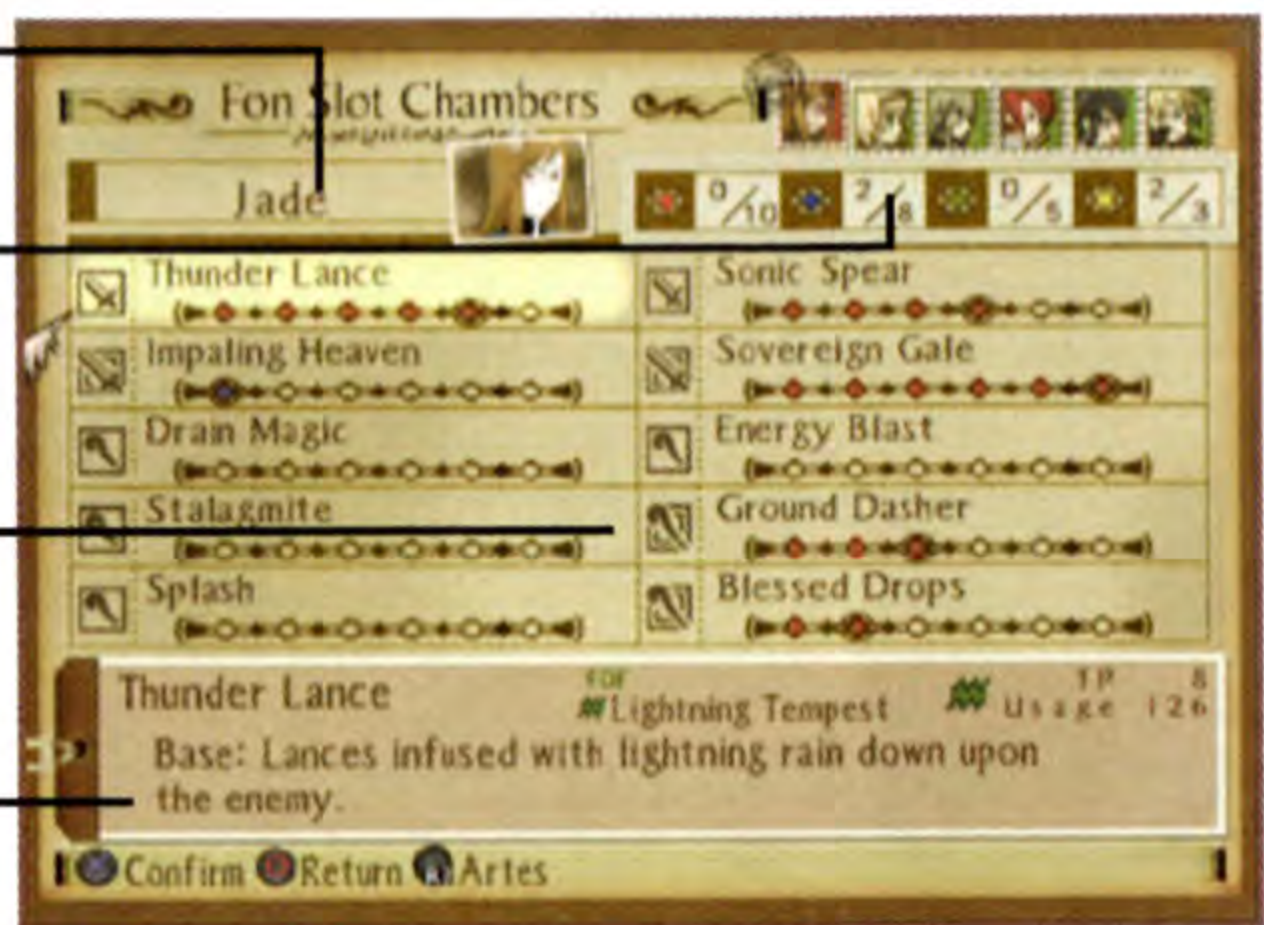 Fon Slot Chambers
Jade
0/10 2/8 0/5 2/3
Thunder Lance
Sonic Spear
Impaling Heaven
Sovereign Gale
Drain Magic
Energy Blast
Stalagmite
Ground Dasher
Splash
Blessed Drops
Thunder Lance
FOF
Lightning Tempest
TP 8
Usage 126
Base: Lances infused with lightning rain down upon
the enemy.
Confirm Return Artes